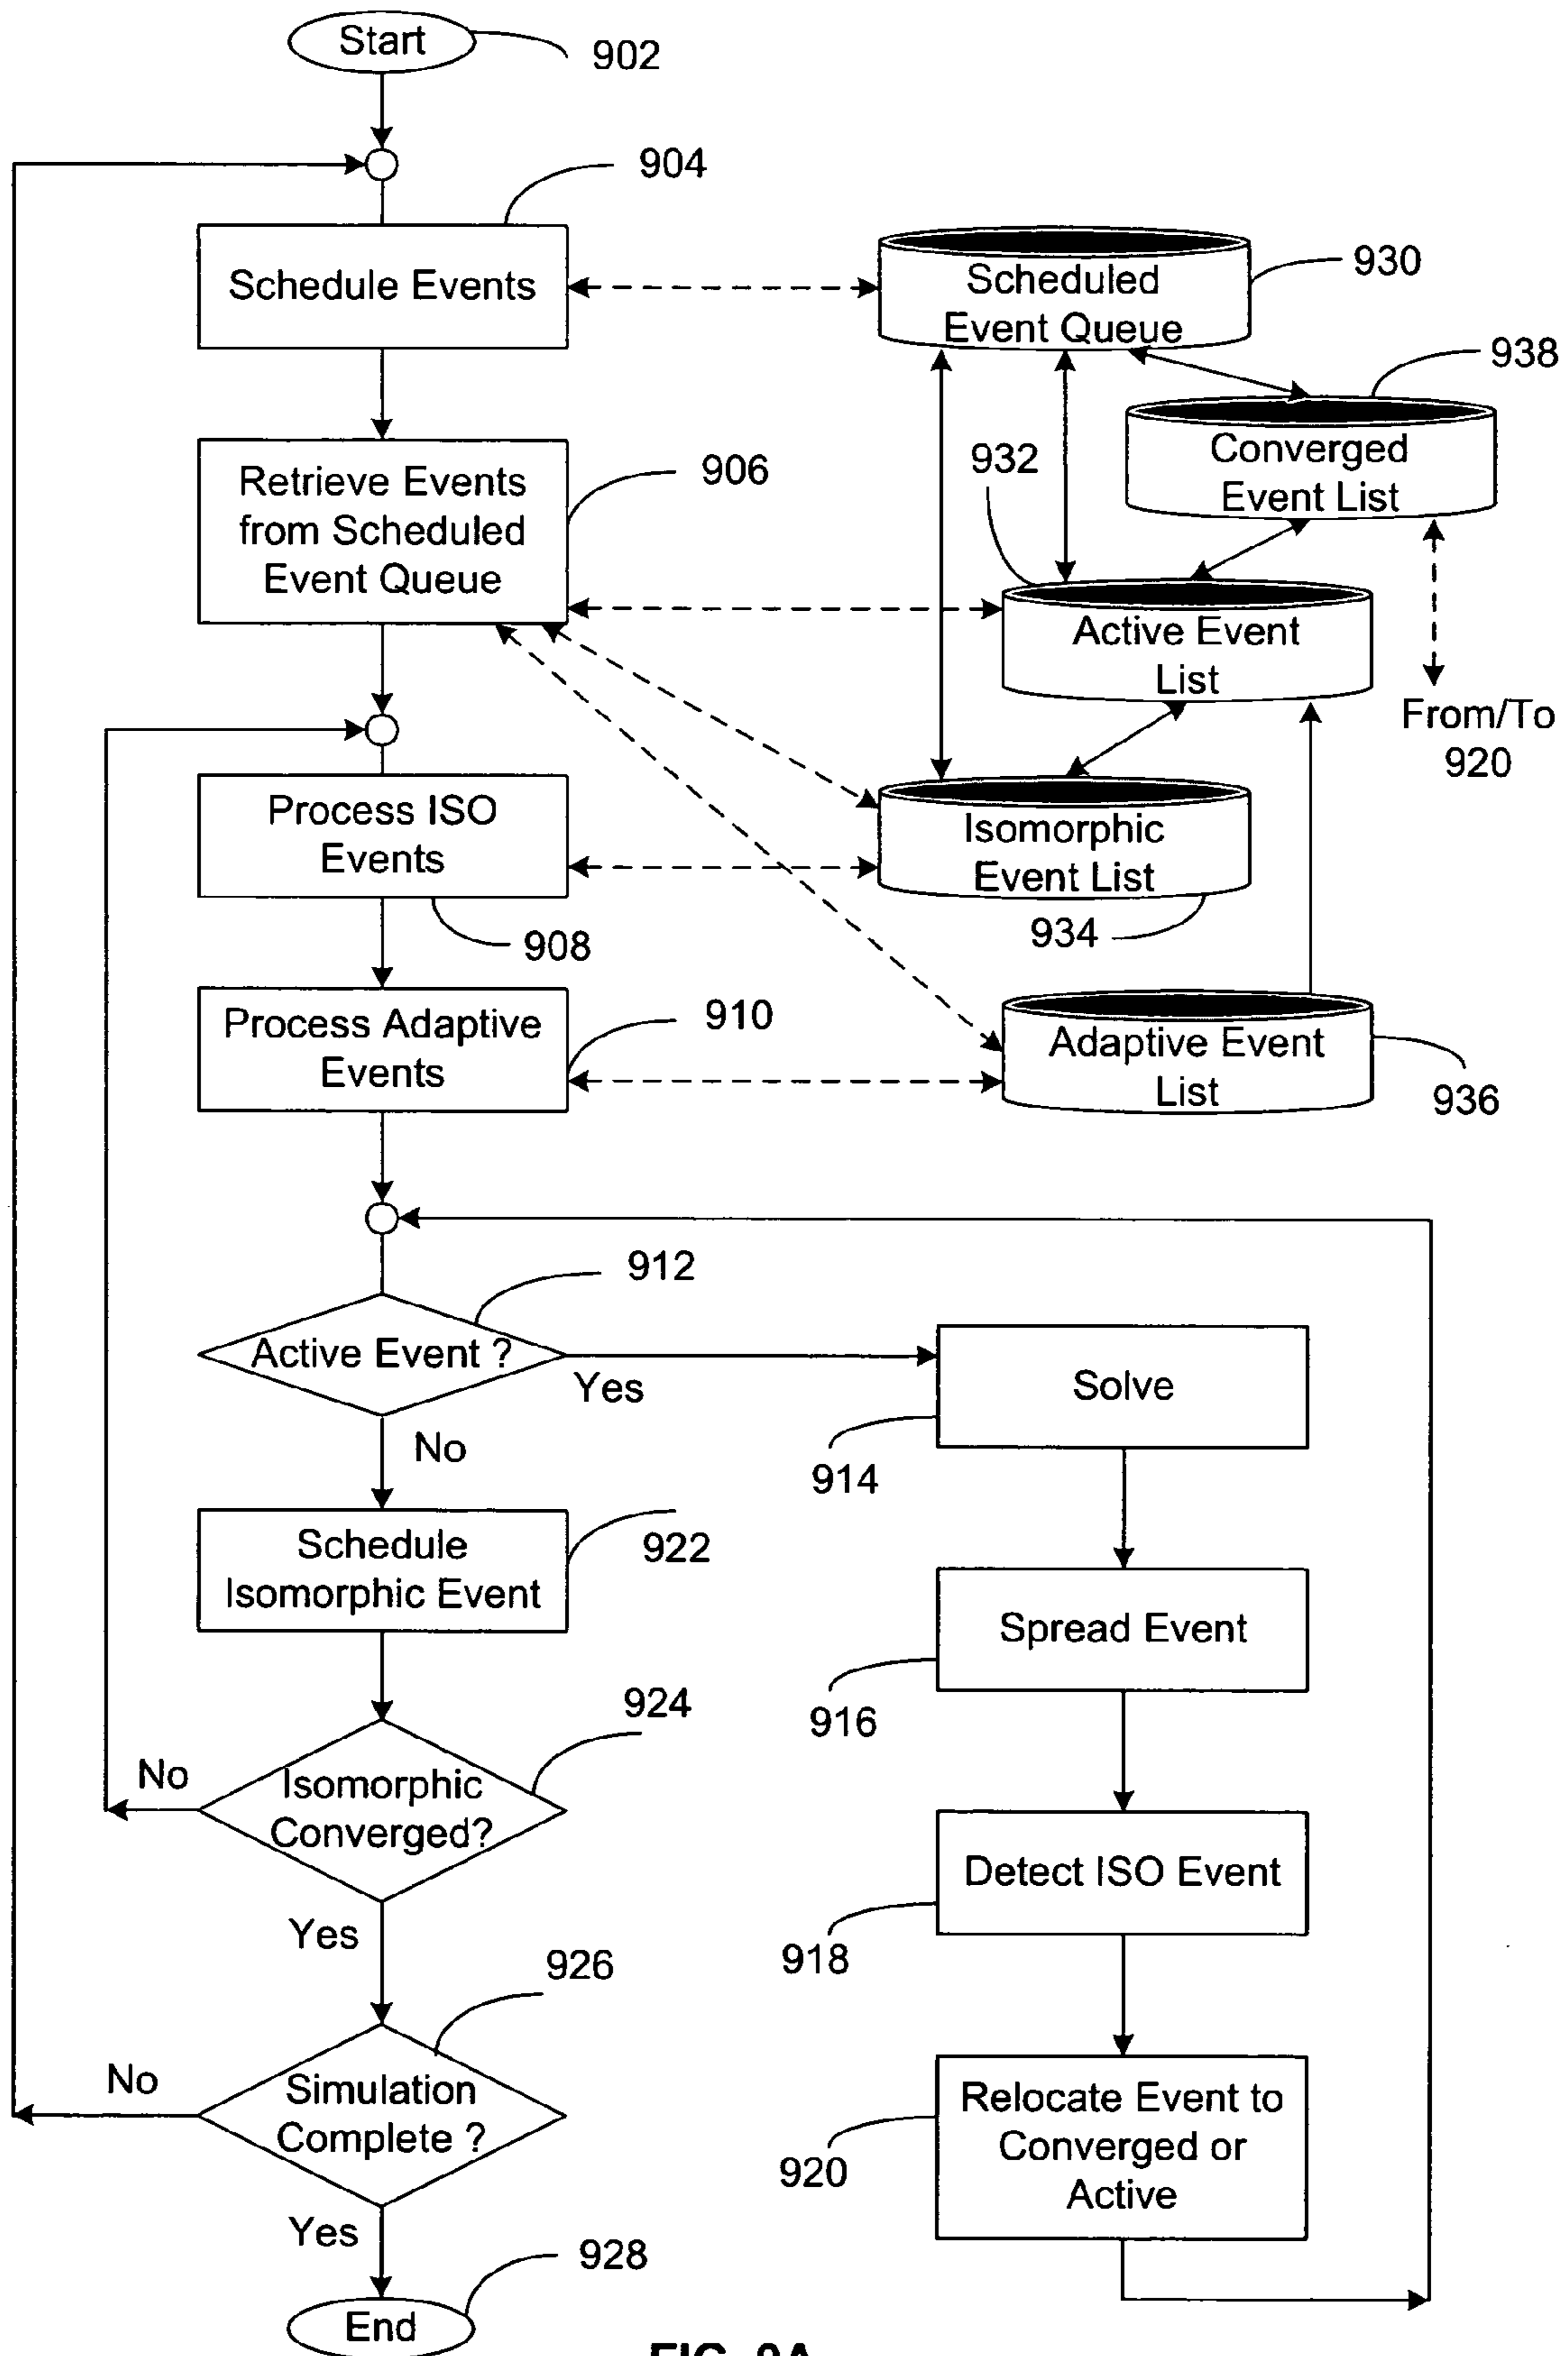 Start
902
904
Schedule Events
Scheduled
Event Queue
930
938
Converged
Event List
932
Retrieve Events
from Scheduled
Event Queue
906
Active Event
List
From/To
920
Process ISO
Events
908
Isomorphic
Event List
934
Process Adaptive
Events
910
Adaptive Event
List
936
912
Active Event ?
Yes
No
Solve
914
Schedule
Isomorphic Event
922
Spread Event
916
924
Isomorphic
Converged?
No
Yes
Detect ISO Event
918
926
Simulation
Complete ?
No
Yes
Relocate Event to
Converged or
Active
920
928
End
FIG. 9A